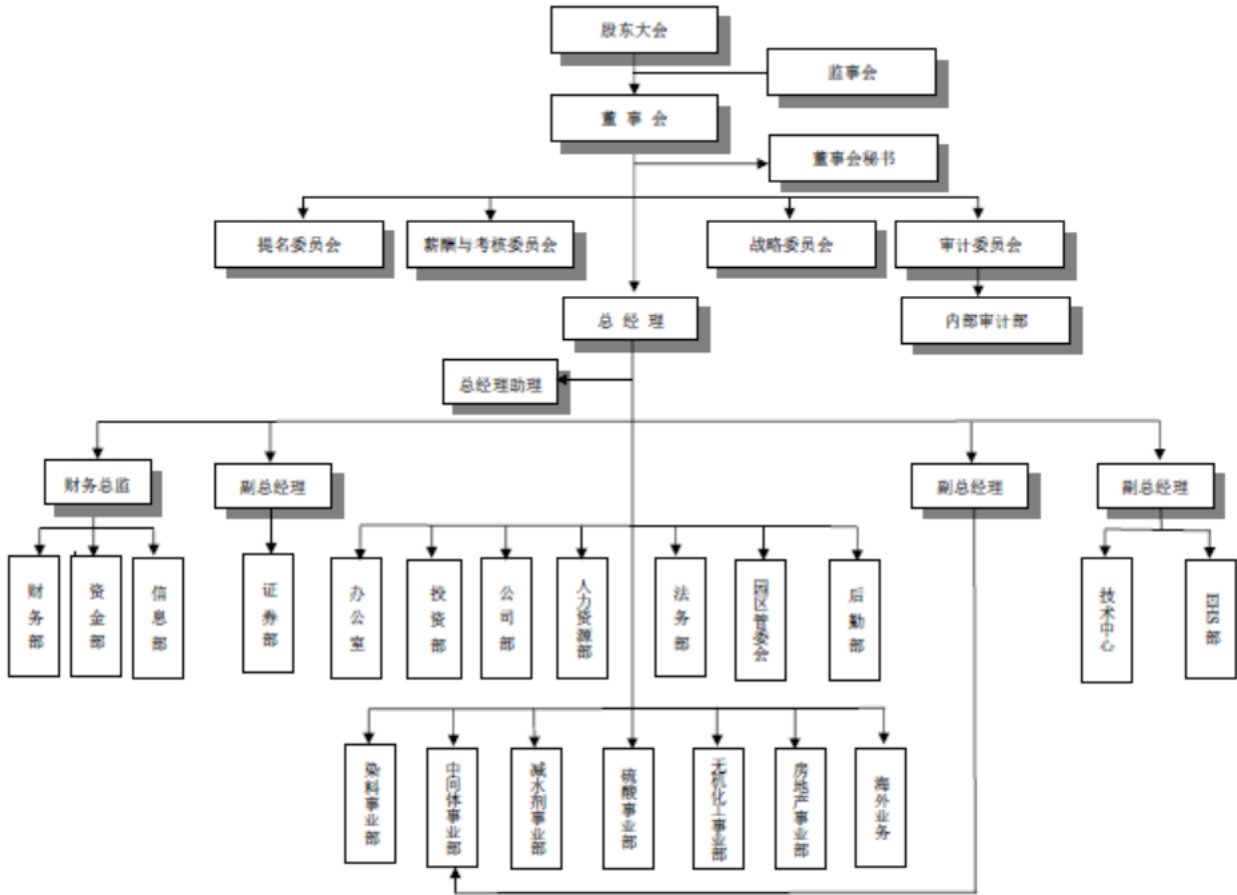 股东大会
监事会
董 事 会
董事会秘书
提名委员会
薪酬与考核委员会
战略委员会
审计委员会
总 经 理
内部审计部
总经理助理
财务总监
副总经理
副总经理
副总经理
财务部
资金部
信息部
证券部
办公室
投资部
公司部
人力资源部
法务部
园区管委会
后勤部
技术中心
EHS部
染料事业部
中间体事业部
减水剂事业部
硫酸事业部
无机化工事业部
房地产事业部
海外业务